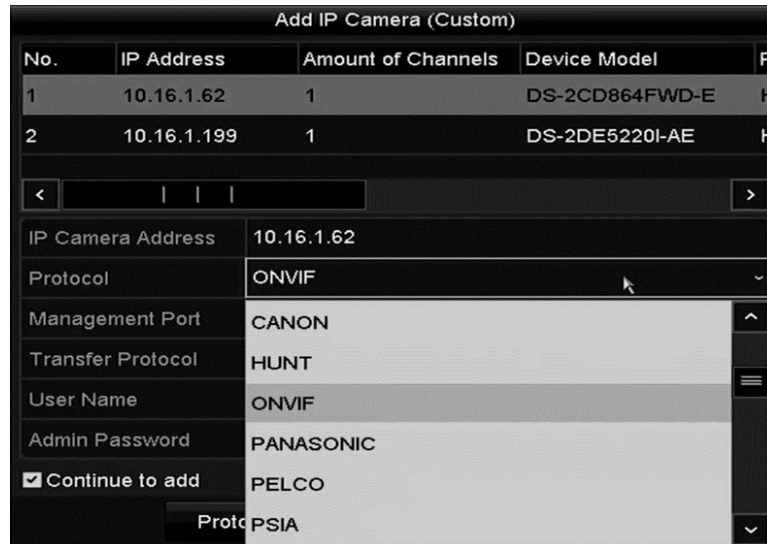 Add IP Camera (Custom)
No. IP Address Amount of Channels Device Model
1 10.16.1.62 1 DS-2CD864FWD-E
2 10.16.1.199 1 DS-2DE5220I-AE
IP Camera Address 10.16.1.62
Protocol ONVIF
Management Port CANON
Transfer Protocol HUNT
User Name ONVIF
Admin Password PANASONIC
Continue to add PELCO
Proto PSIA